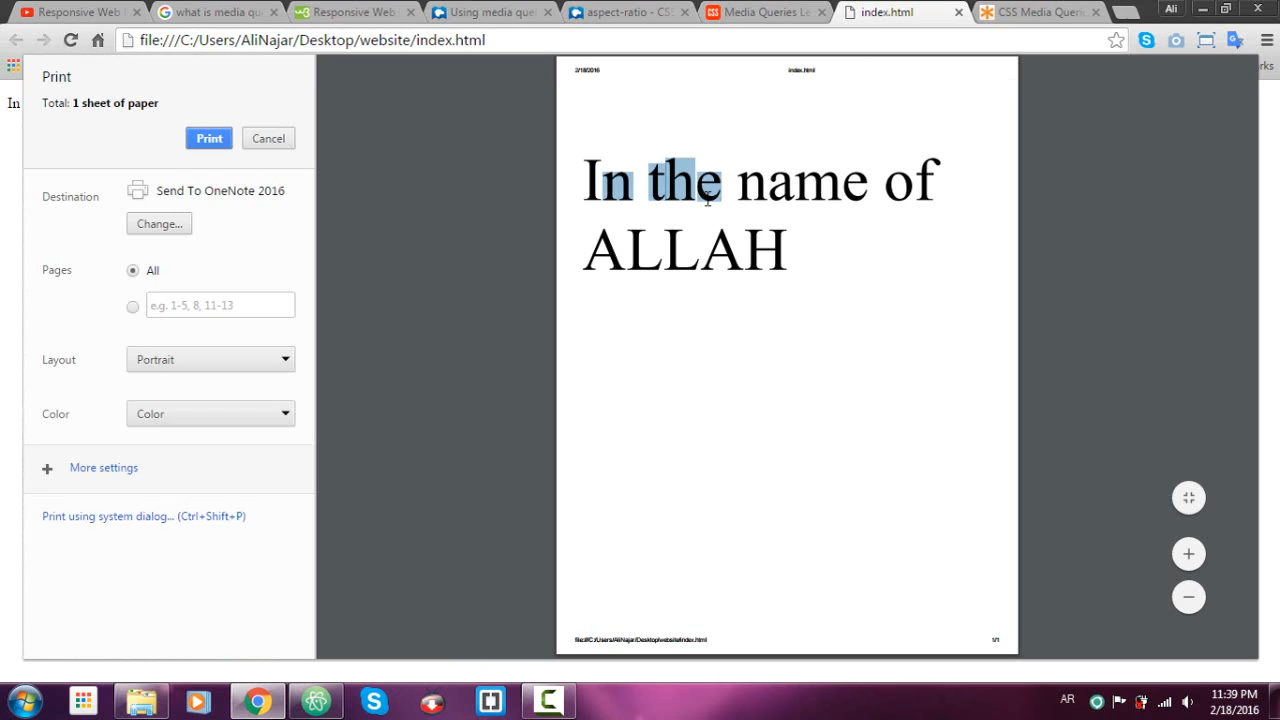 Responsive Web
what is media qu
Responsive Web
Using media quel
aspect-ratio - CS
Media Queries Le
index.html
CSS Media Queri
Ali
file:///C:/Users/AliNajar/Desktop/website/index.html
rks
In
Print
Total: 1 sheet of paper
Print Cancel
Destination Send To OneNote 2016
Change...
Pages All
e.g. 1-5, 8, 11-13
Layout Portrait
Color Color
More settings
Print using system dialog... (Ctrl+Shift+P)
2/18/2016 index.html
In the name of
ALLAH
file:///C:/Users/AliNajar/Desktop/website/index.html 1/1
AR
11:39 PM
2/18/2016